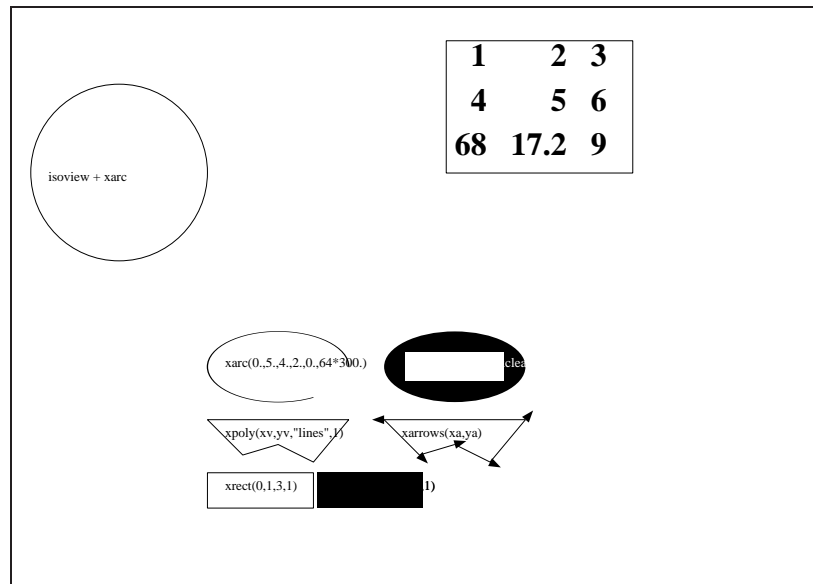 1 2 3
4 5 6
68 17.2 9
isoview + xarc
xarc(0.,5.,4.,2.,0.,64*300.)
xpoly(xv,yv,"lines",1)
xarrows(xa,ya)
xrect(0,1,3,1)
,1)